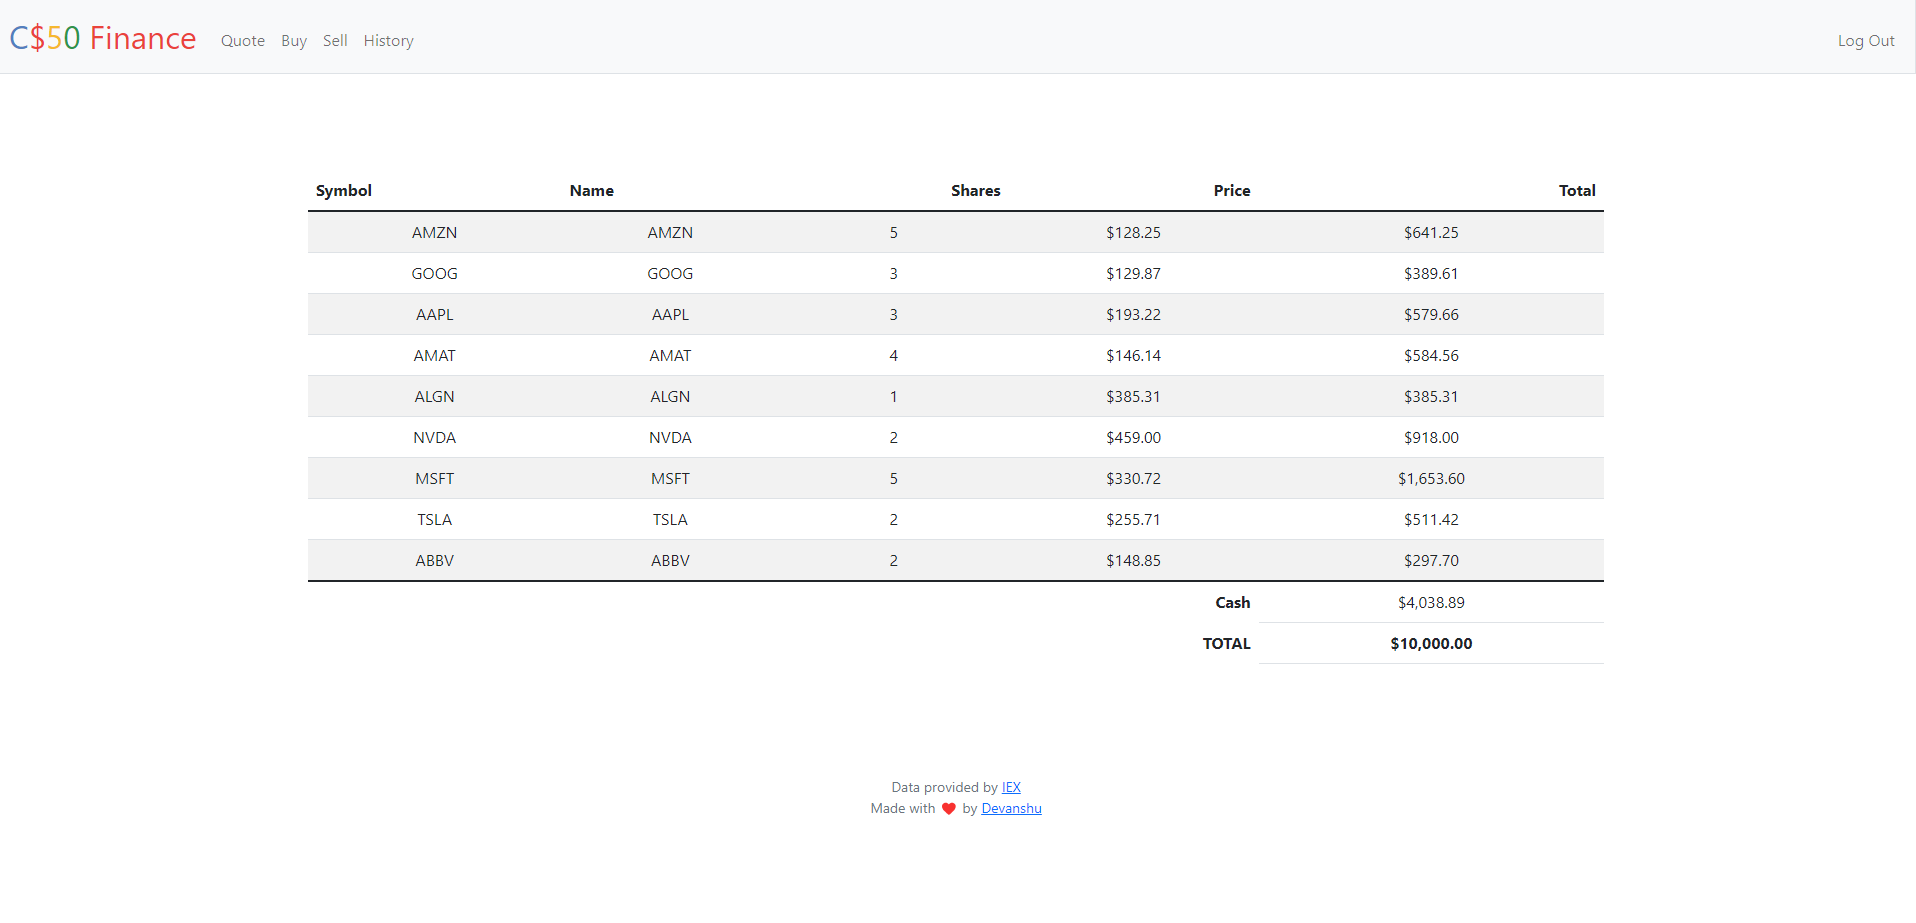 C$50 Finance Quote Buy Sell History Log Out
Symbol Name Shares Price Total
AMZN AMZN 5 $128.25 $641.25
GOOG GOOG 3 $129.87 $389.61
AAPL AAPL 3 $193.22 $579.66
AMAT AMAT 4 $146.14 $584.56
ALGN ALGN 1 $385.31 $385.31
NVDA NVDA 2 $459.00 $918.00
MSFT MSFT 5 $330.72 $1,653.60
TSLA TSLA 2 $255.71 $511.42
ABBV ABBV 2 $148.85 $297.70
Cash $4,038.89
TOTAL $10,000.00
Data provided by IEX
Made with ❤ by Devanshu